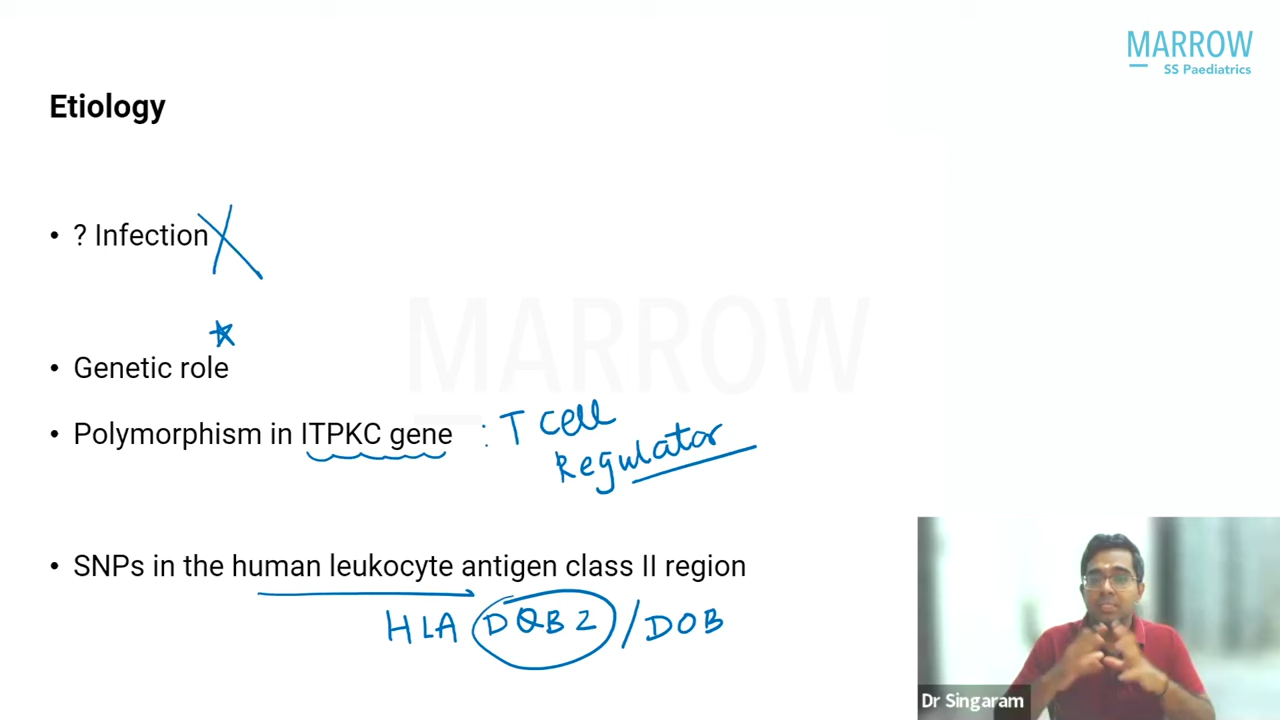 MARROW
SS Paediatrics
Etiology
• ? Infection
• Genetic role
• Polymorphism in ITPKC gene : T cell
Regulator
• SNPs in the human leukocyte antigen class II region
HLA DQB2 / DOB
MARROW
Dr Singaram